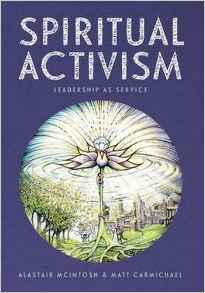 SPIRITUAL
ACTIVISM
LEADERSHIP AS SERVICE
ALASTAIR MCINTOSH & MATT CARMICHAEL